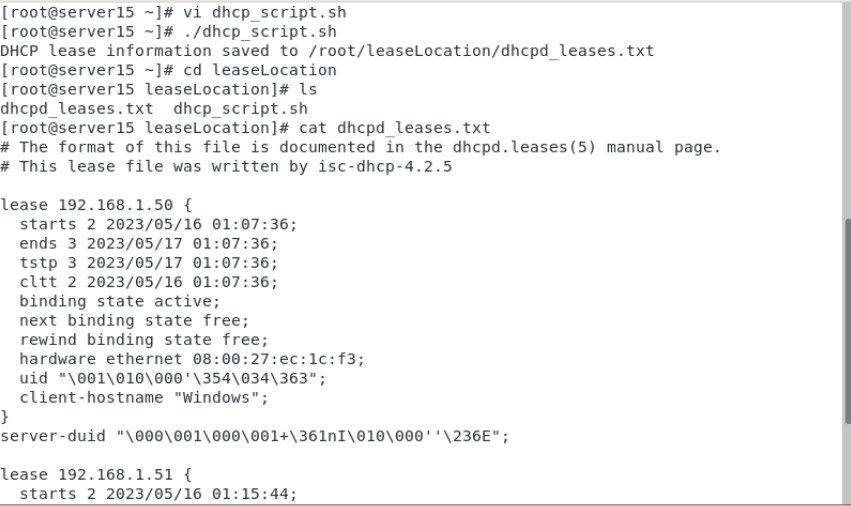 [root@server15 ~]# vi dhcp_script.sh
[root@server15 ~]# ./dhcp_script.sh
DHCP lease information saved to /root/leaseLocation/dhcpd_leases.txt
[root@server15 ~]# cd leaseLocation
[root@server15 leaseLocation]# ls
dhcpd_leases.txt  dhcp_script.sh
[root@server15 leaseLocation]# cat dhcpd_leases.txt
# The format of this file is documented in the dhcpd.leases(5) manual page.
# This lease file was written by isc-dhcp-4.2.5

lease 192.168.1.50 {
  starts 2 2023/05/16 01:07:36;
  ends 3 2023/05/17 01:07:36;
  tstp 3 2023/05/17 01:07:36;
  cltt 2 2023/05/16 01:07:36;
  binding state active;
  next binding state free;
  rewind binding state free;
  hardware ethernet 08:00:27:ec:1c:f3;
  uid "\001\010\000'\354\034\363";
  client-hostname "Windows";
}
server-duid "\000\001\000\001+\361nI\010\000''\236E";

lease 192.168.1.51 {
  starts 2 2023/05/16 01:15:44;